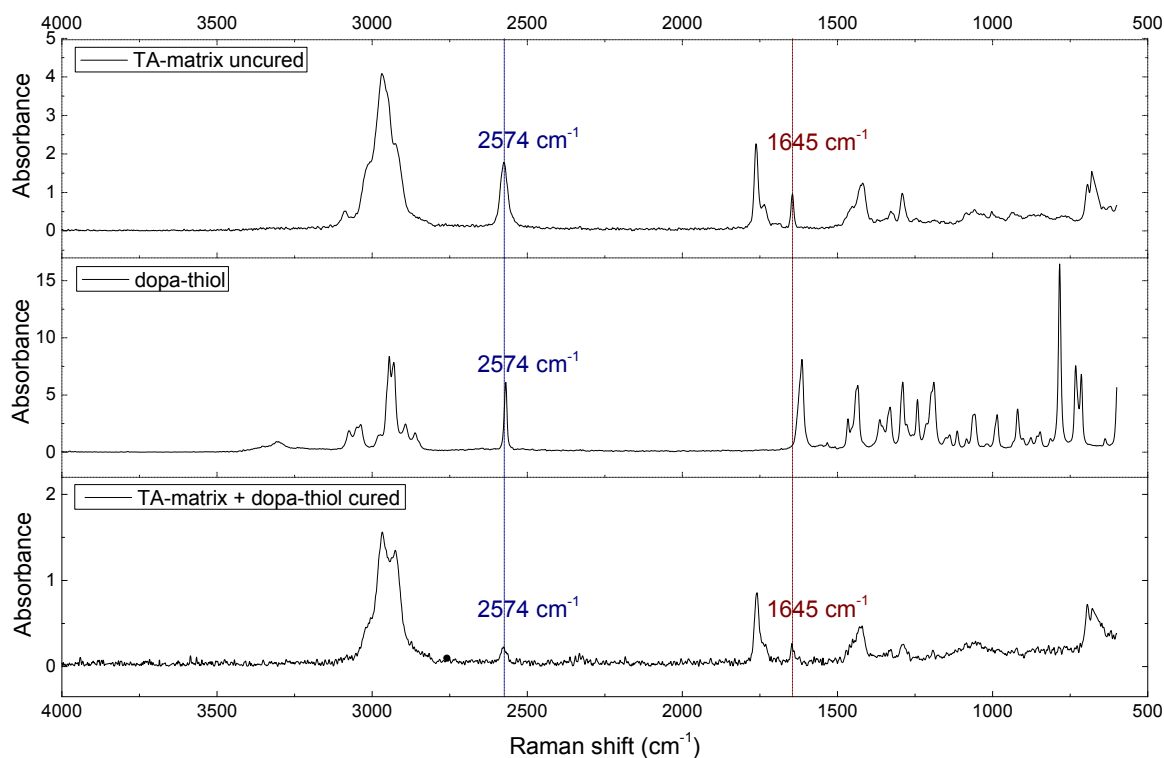 4000 3500 3000 2500 2000 1500 1000 500
TA-matrix uncured
Absorbance
5
4
3
2
1
0
2574 cm-1
1645 cm-1
dopa-thiol
Absorbance
15
10
5
0
2574 cm-1
TA-matrix + dopa-thiol cured
Absorbance
2
1
0
2574 cm-1
1645 cm-1
4000 3500 3000 2500 2000 1500 1000 500
Raman shift (cm-1)